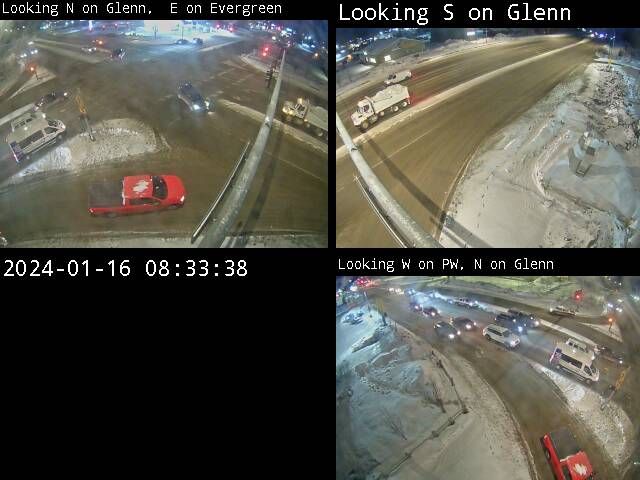 Looking N on Glenn,  E on Evergreen
Looking S on Glenn
2024-01-16 08:33:38
Looking W on PW, N on Glenn